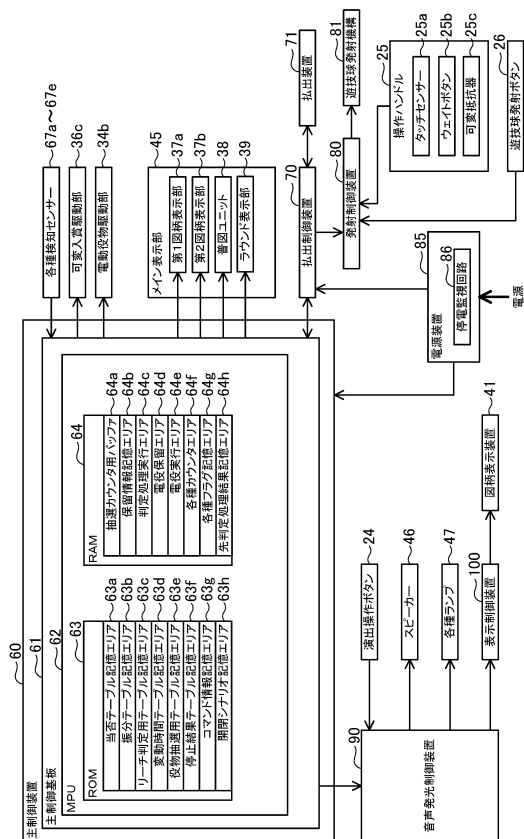 主制御装置
60
主制御基板
61
MPU
62
ROM
63
当否テーブル記憶エリア
63a
振分テーブル記憶エリア
63b
リーチ判定用テーブル記憶エリア
63c
変動時間テーブル記憶エリア
63d
役物抽選用テーブル記憶エリア
63e
停止結果テーブル記憶エリア
63f
コマンド情報記憶エリア
63g
開閉シナリオ記憶エリア
63h
RAM
64
抽選カウンタ用バッファ
64a
保留情報記憶エリア
64b
判定処理実行エリア
64c
電役保留エリア
64d
電役実行エリア
64e
各種カウンタエリア
64f
各種フラグ記憶エリア
64g
先判定処理結果記憶エリア
64h
各種検知センサー
67a～67e
可変入賞駆動部
36c
電動役物駆動部
34b
メイン表示部
45
第1図柄表示部
37a
第2図柄表示部
37b
普図ユニット
38
ラウンド表示部
39
払出制御装置
70
払出装置
71
発射制御装置
80
遊技球発射機構
81
操作ハンドル
25
タッチセンサー
25a
ウェイトボタン
25b
可変抵抗器
25c
遊技球発射ボタン
26
電源装置
85
停電監視回路
86
電源
音声発光制御装置
90
演出操作ボタン
24
スピーカー
46
各種ランプ
47
表示制御装置
100
図柄表示装置
41